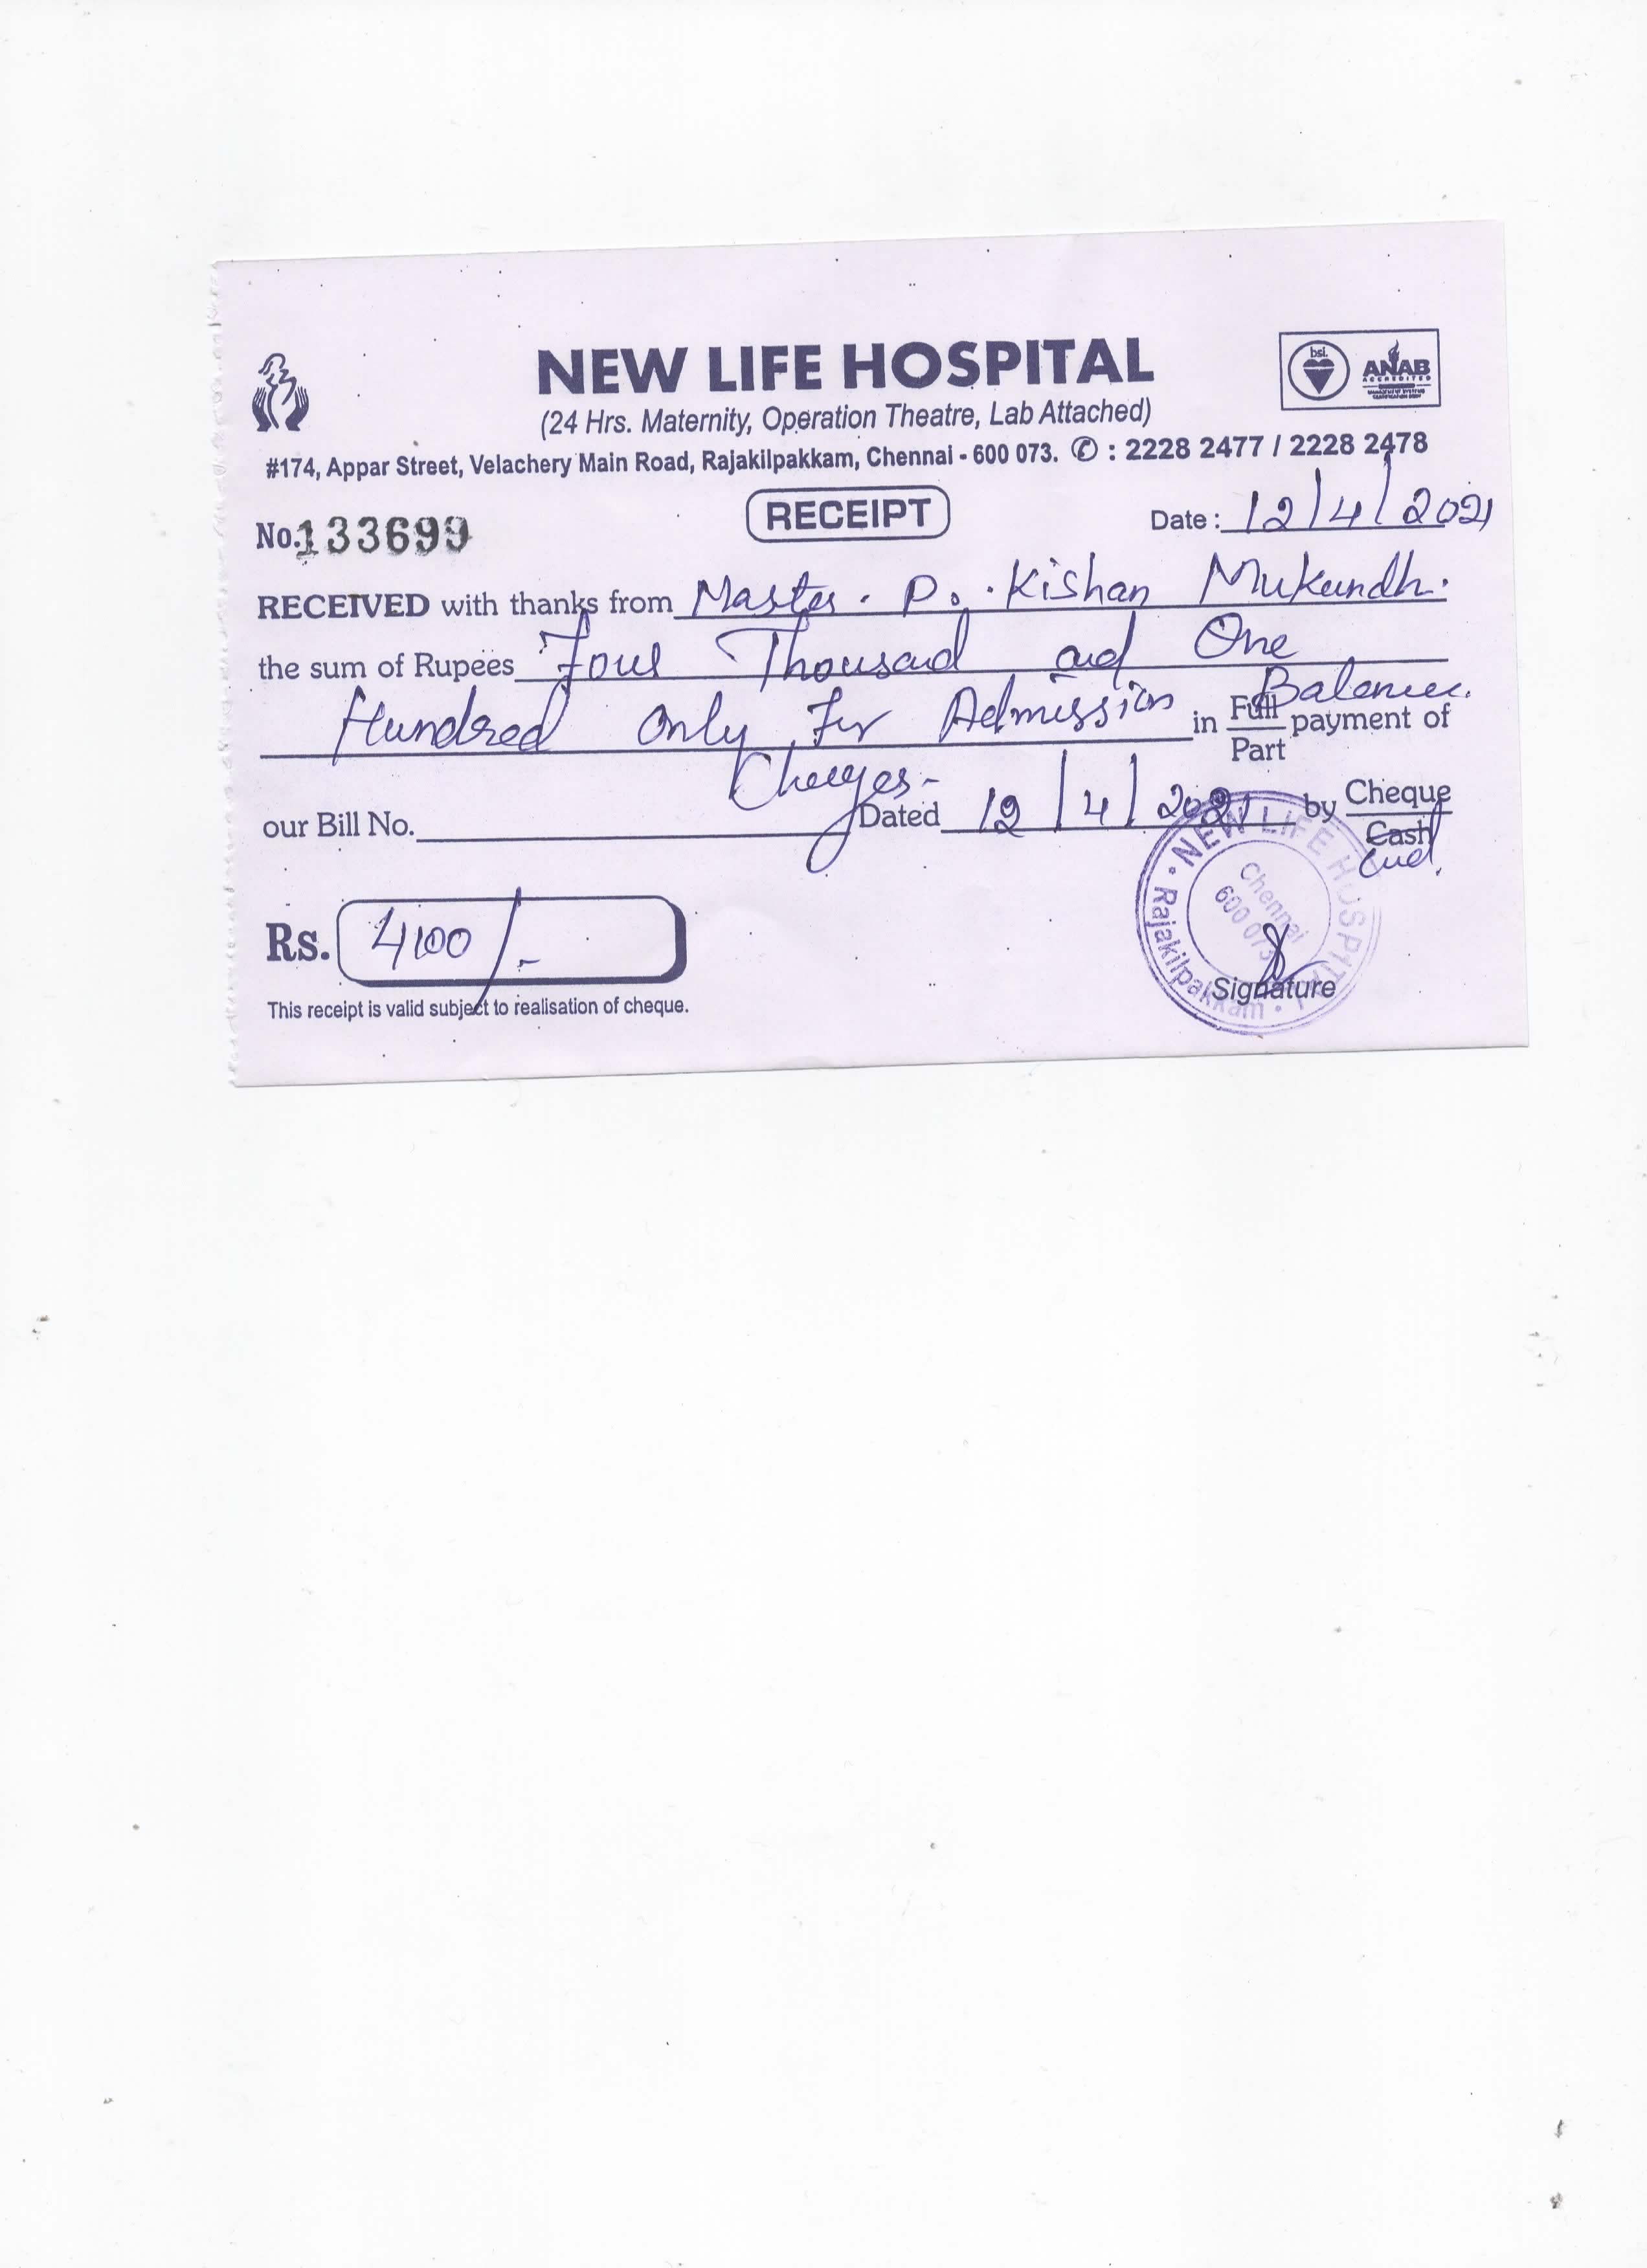 NEW LIFE HOSPITAL
bsi.
ANAB
ACCREDITED
(24 Hrs. Maternity, Operation Theatre, Lab Attached)
#174, Appar Street, Velachery Main Road, Rajakilpakkam, Chennai - 600 073. ✆ : 2228 2477 / 2228 2478
RECEIPT
No.133699
Date : 12/4/2021
RECEIVED with thanks from Master. P. Kishan Mukundh.
the sum of Rupees Four Thousand and One
Hundred Only For Admission in Full Part payment of
Balance.
Charges-
our Bill No. Dated 12/4/2021 by Cheque Cash
NEW LIFE HOSPITAL
Rajakilpakkam
Chennai
600 073
Rs. 4100/-
Signature
This receipt is valid subject to realisation of cheque.